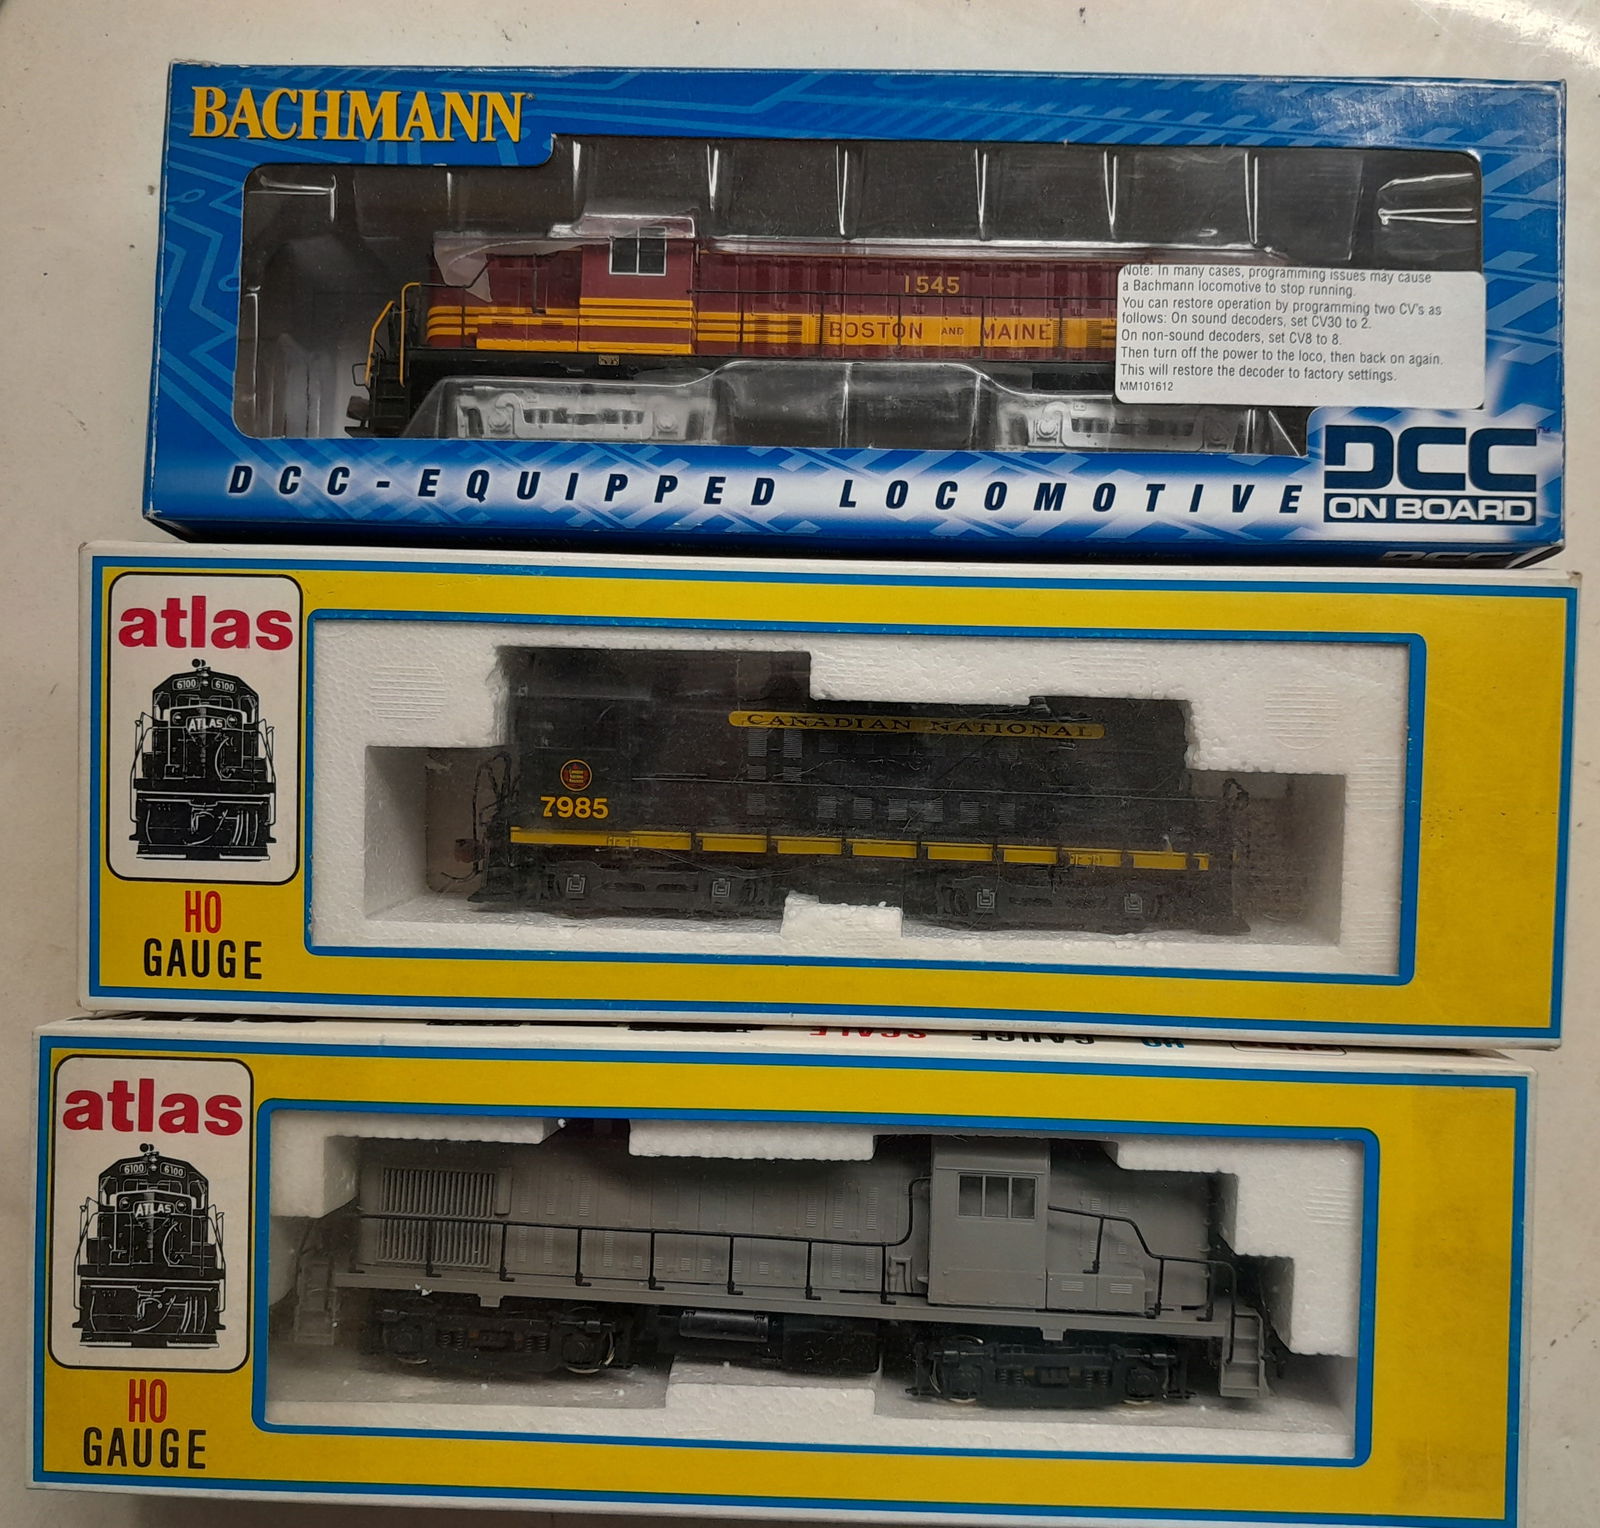 BACHMANN
1545
BOSTON AND MAINE
Note: In many cases, programming issues may cause
a Bachmann locomotive to stop running.
You can restore operation by programming two CV's as
follows: On sound decoders, set CV30 to 2.
On non-sound decoders, set CV8 to 8.
Then turn off the power to the loco, then back on again.
This will restore the decoder to factory settings.
MM101612
DCC-EQUIPPED LOCOMOTIVE
DCC™
ON BOARD
DCC
atlas
6100 6100
ATLAS
HO
GAUGE
CANADIAN NATIONAL
7985
HO GAUGE SCALE
atlas
6100 6100
ATLAS
HO
GAUGE